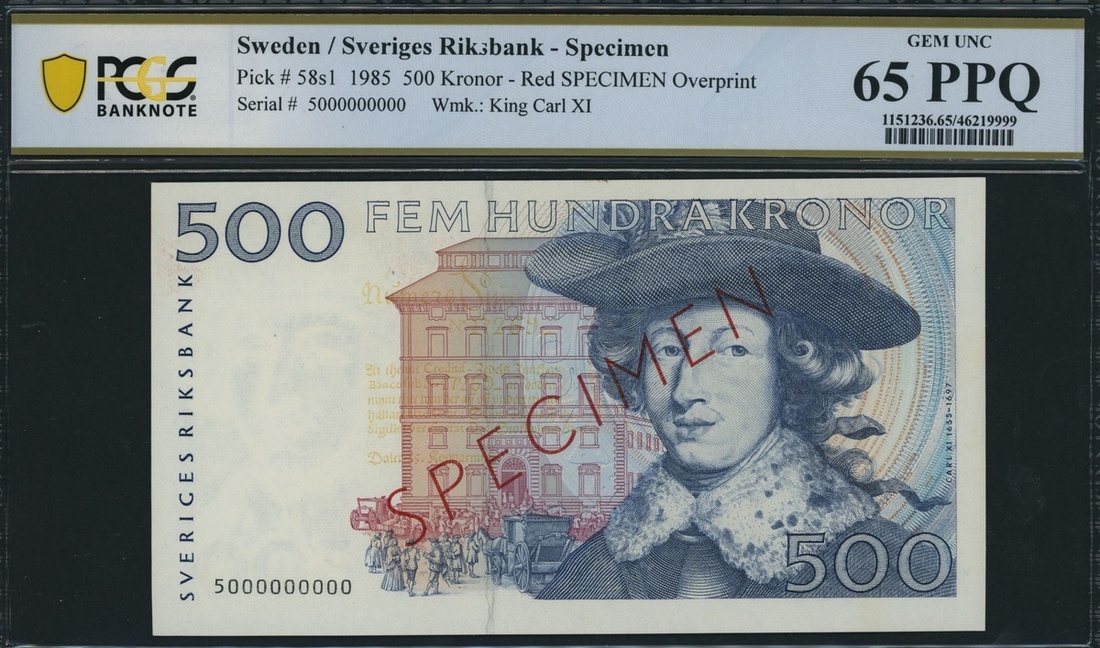 PCGS
BANKNOTE
Sweden / Sveriges Riksbank - Specimen
Pick # 58s1 1985 500 Kronor - Red SPECIMEN Overprint
Serial # 5000000000 Wmk.: King Carl XI
GEM UNC
65 PPQ
1151236.65/46219999
500
FEM HUNDRA KRONOR
SVERIGES RIKSBANK
SPECIMEN
CARL XI 1655-1697
5000000000
500